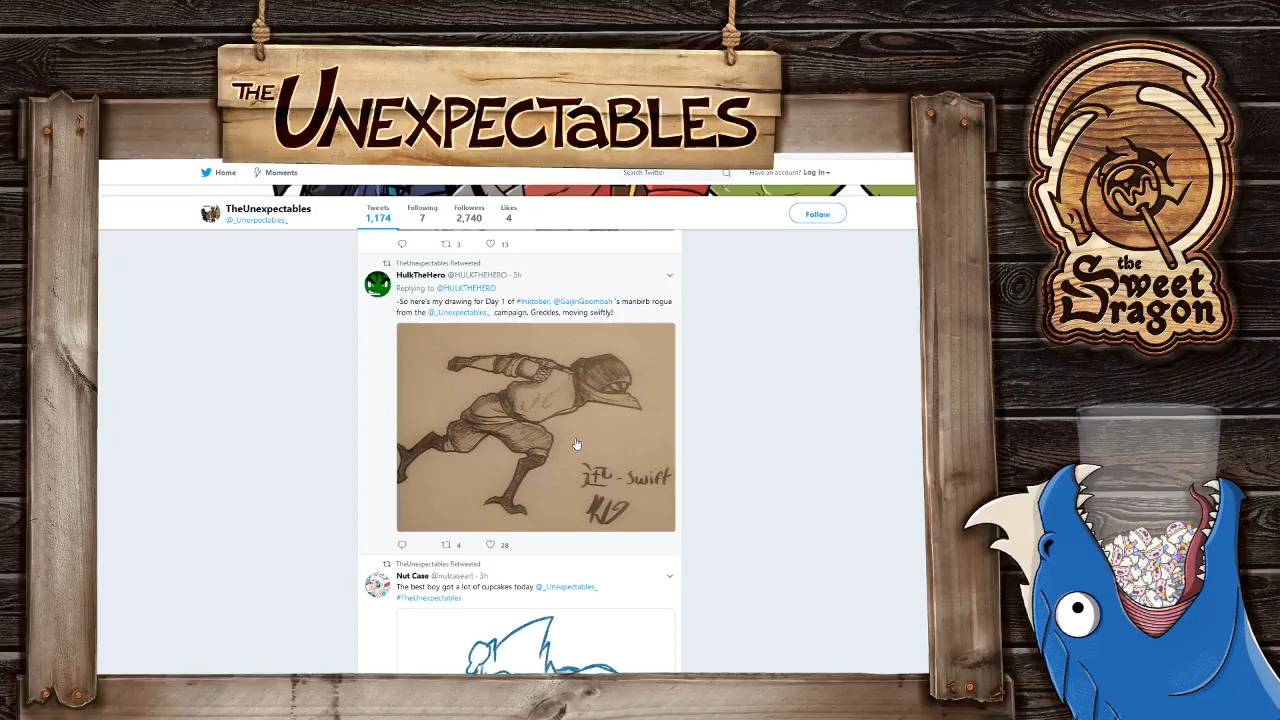 THE UNEXPECTABLES
Home Moments Search Twitter Have an account? Log in
TheUnexpectables
@_Unexpectables_
Tweets Following Followers Likes
1,174 7 2,740 4
Follow
3 13
TheUnexpectables Retweeted
HulkTheHero @HULKTHEHERO · 3h
Replying to @HULKTHEHERO
-So here's my drawing for Day 1 of #Inktober, @GaijinGoombah 's manbirb rogue
from the @_Unexpectables_ campaign, Greckles, moving swiftly!
迅 - Swift
4 28
TheUnexpectables Retweeted
Nut Case @nutcaseart · 3h
The best boy got a lot of cupcakes today @_Unexpectables_
#TheUnexpectables
the
Sweet
Dragon